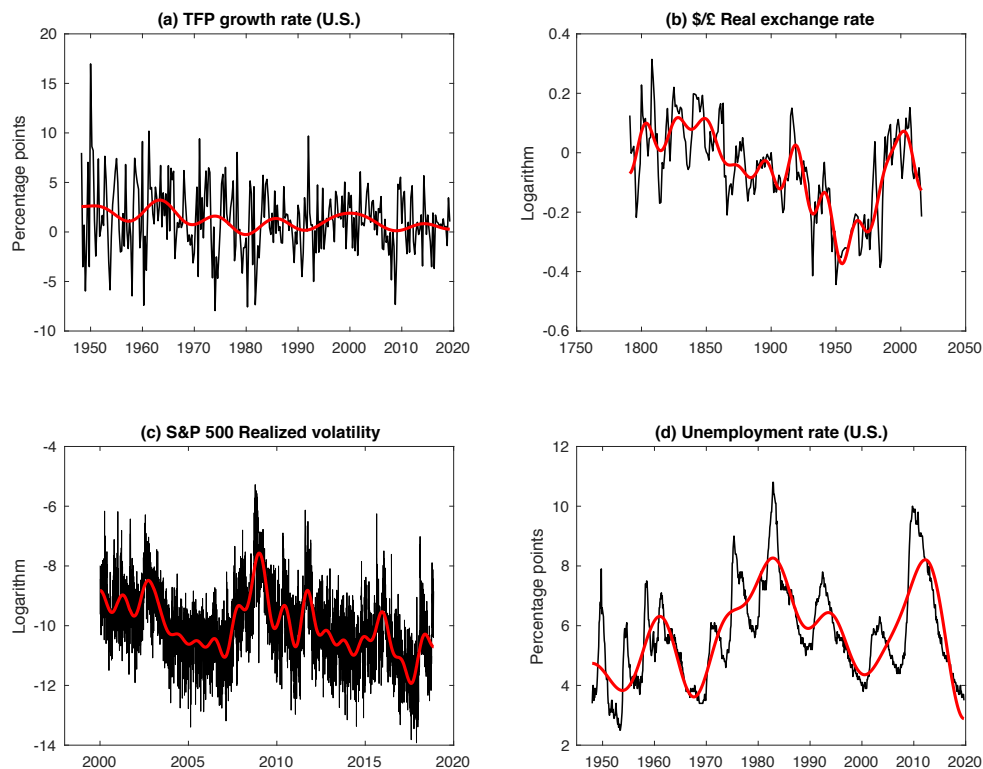 (a) TFP growth rate (U.S.)
Percentage points
20
15
10
5
0
-5
-10
1950 1960 1970 1980 1990 2000 2010 2020
(b) $/£ Real exchange rate
Logarithm
0.4
0.2
0
-0.2
-0.4
-0.6
1750 1800 1850 1900 1950 2000 2050
(c) S&P 500 Realized volatility
Logarithm
-4
-6
-8
-10
-12
-14
2000 2005 2010 2015 2020
(d) Unemployment rate (U.S.)
Percentage points
12
10
8
6
4
2
1950 1960 1970 1980 1990 2000 2010 2020